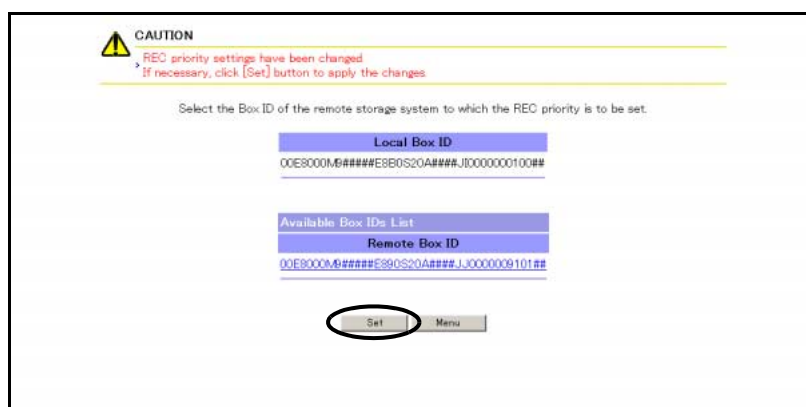 CAUTION
REC priority settings have been changed
If necessary, click [Set] button to apply the changes
Select the Box ID of the remote storage system to which the REC priority is to be set.
Local Box ID
00E8000M9#####E8B0S20A####JI0000000100##
Available Box IDs List
Remote Box ID
00E8000M9#####E890S20A####JJ0000009101##
Set Menu